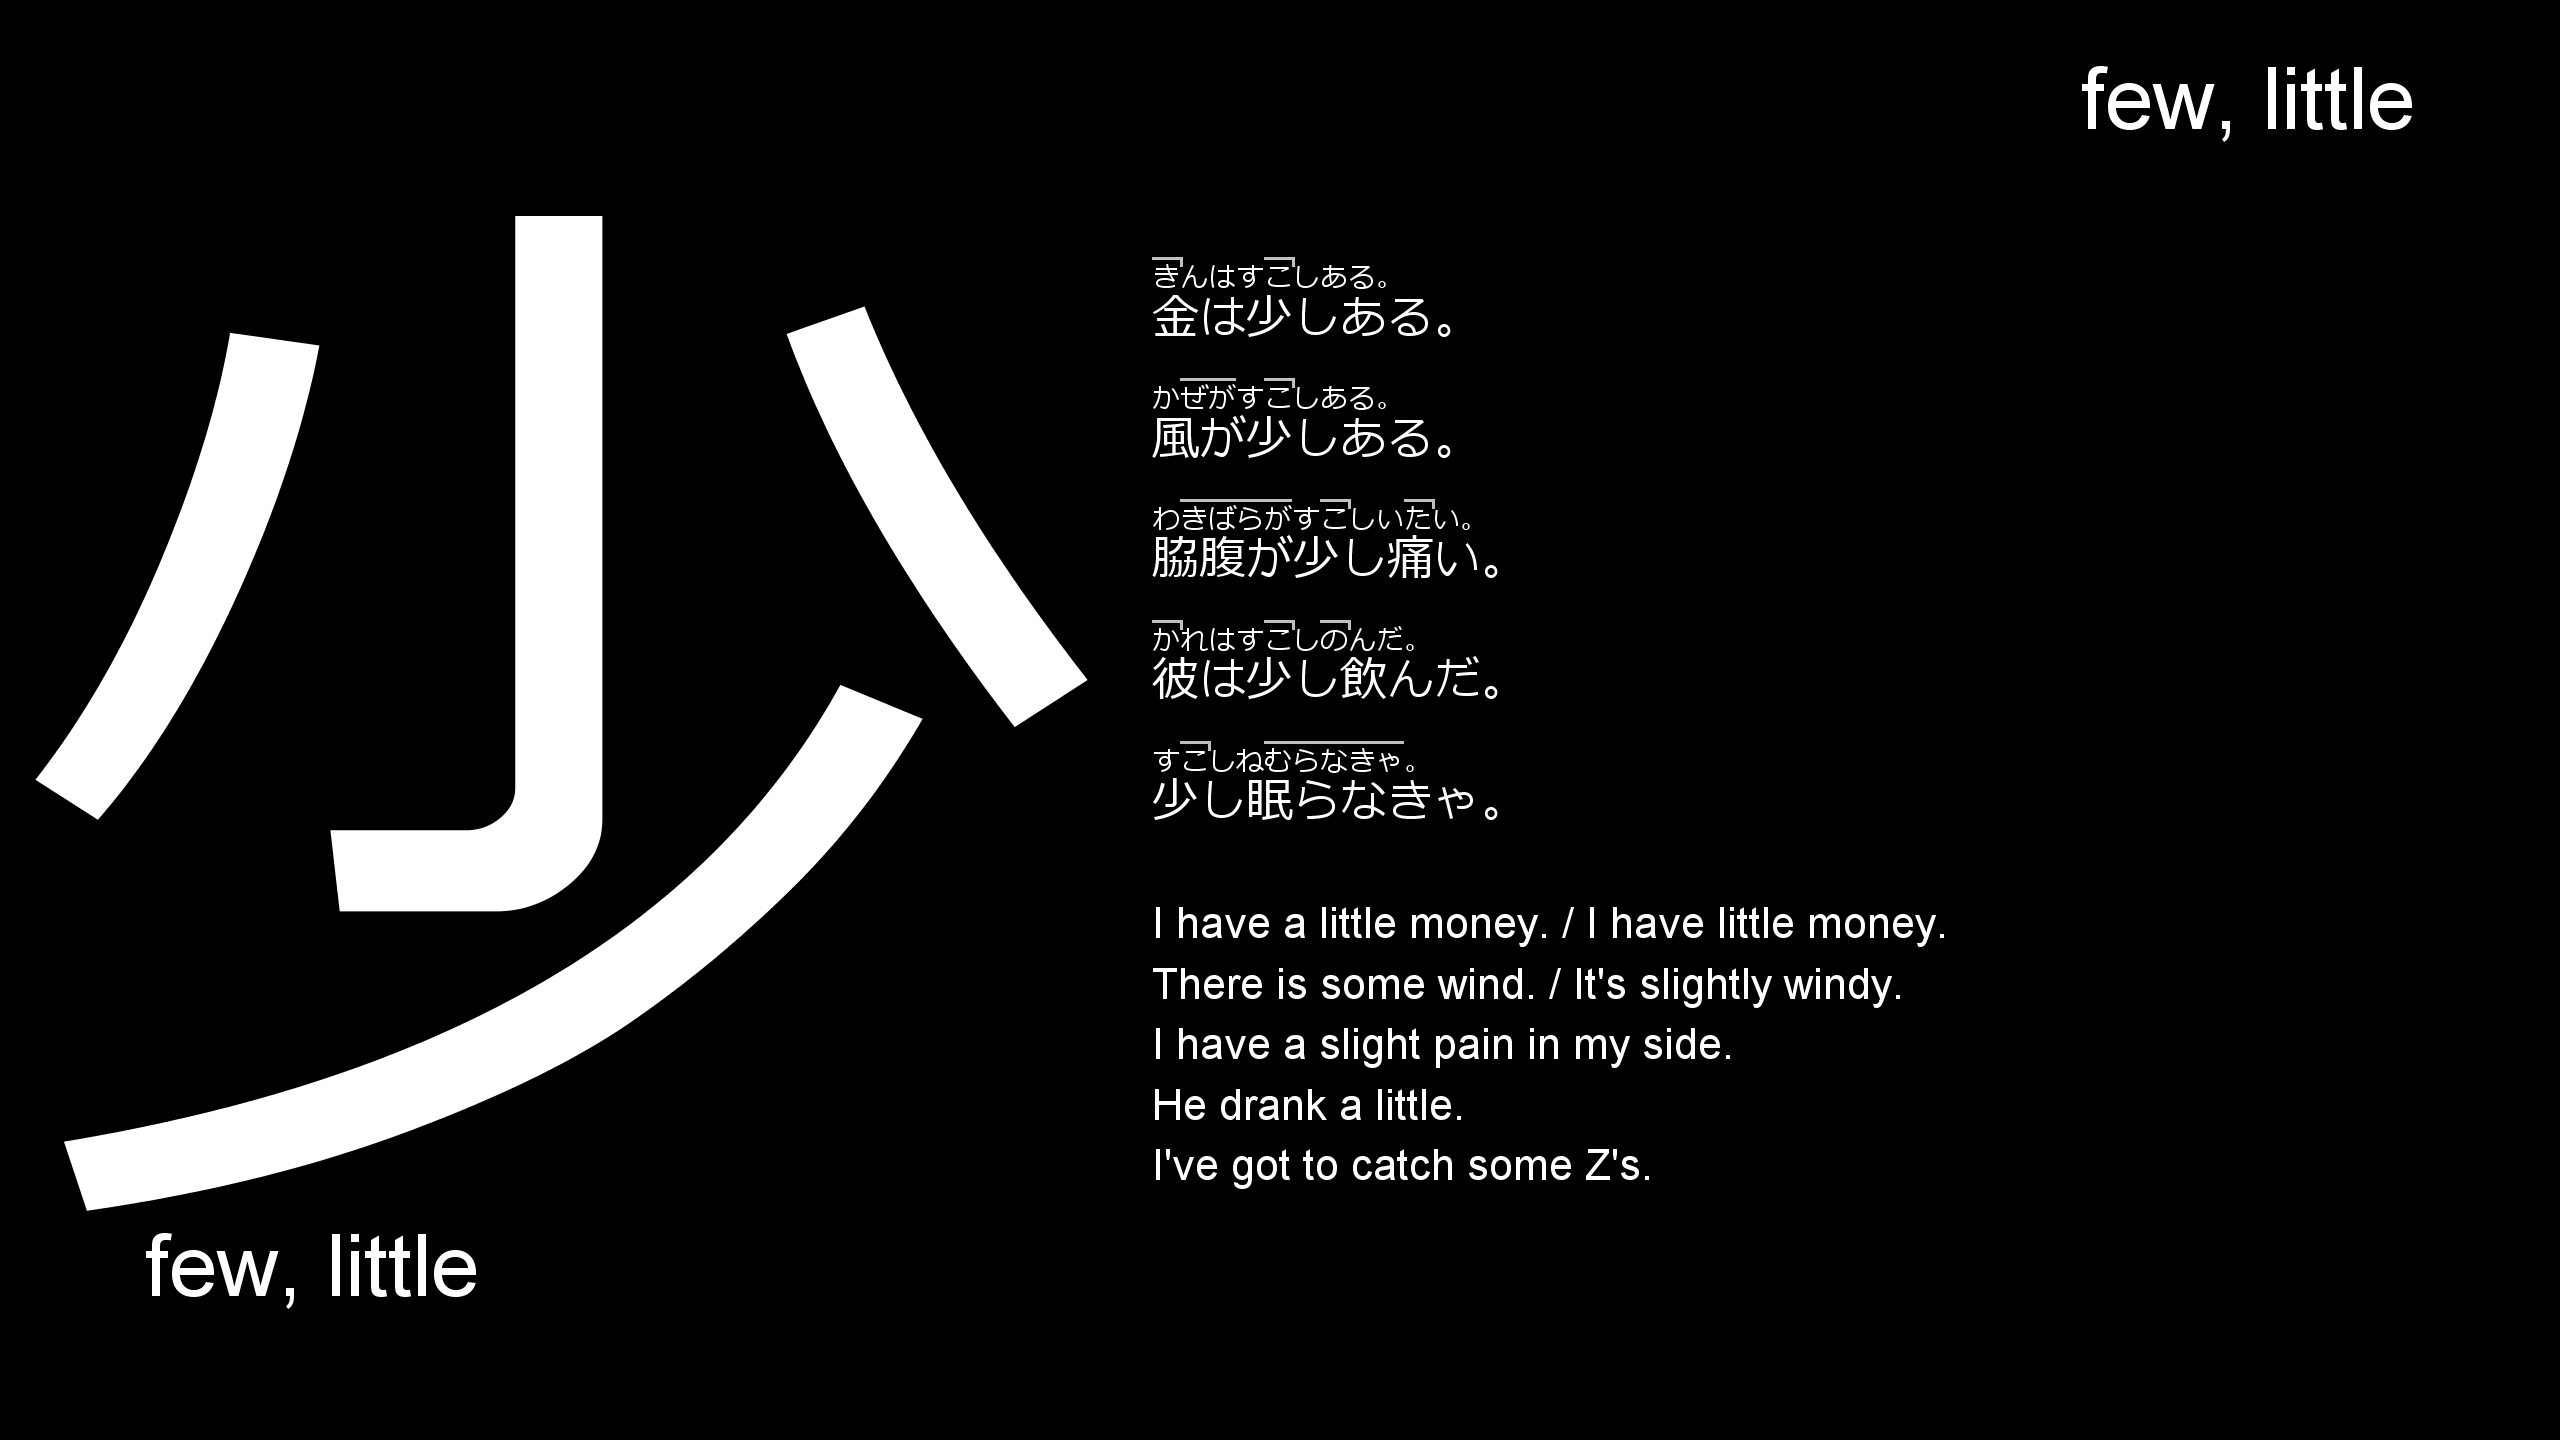 few, little
少
きんはすこしある。
金は少しある。
かぜがすこしある。
風が少しある。
わきばらがすこしいたい。
脇腹が少し痛い。
かれはすこしのんだ。
彼は少し飲んだ。
すこしねむらなきゃ。
少し眠らなきゃ。
I have a little money. / I have little money.
There is some wind. / It's slightly windy.
I have a slight pain in my side.
He drank a little.
I've got to catch some Z's.
few, little